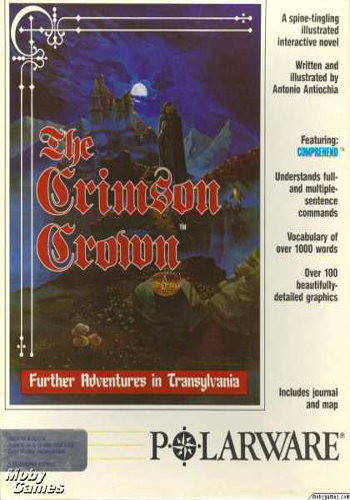 A spine-tingling
illustrated
interactive novel
Written and
illustrated by
Antonio Antiochia
The
Crimson
Crown
TM
Featuring:
COMPREHEND™
Understands full-
and multiple-
sentence
commands
Vocabulary of
over 1000 words
Over 100
beautifully-
detailed graphics
Further Adventures in Transylvania
Includes journal
and map
POLARWARE®
Moby
Games
mobygames.com